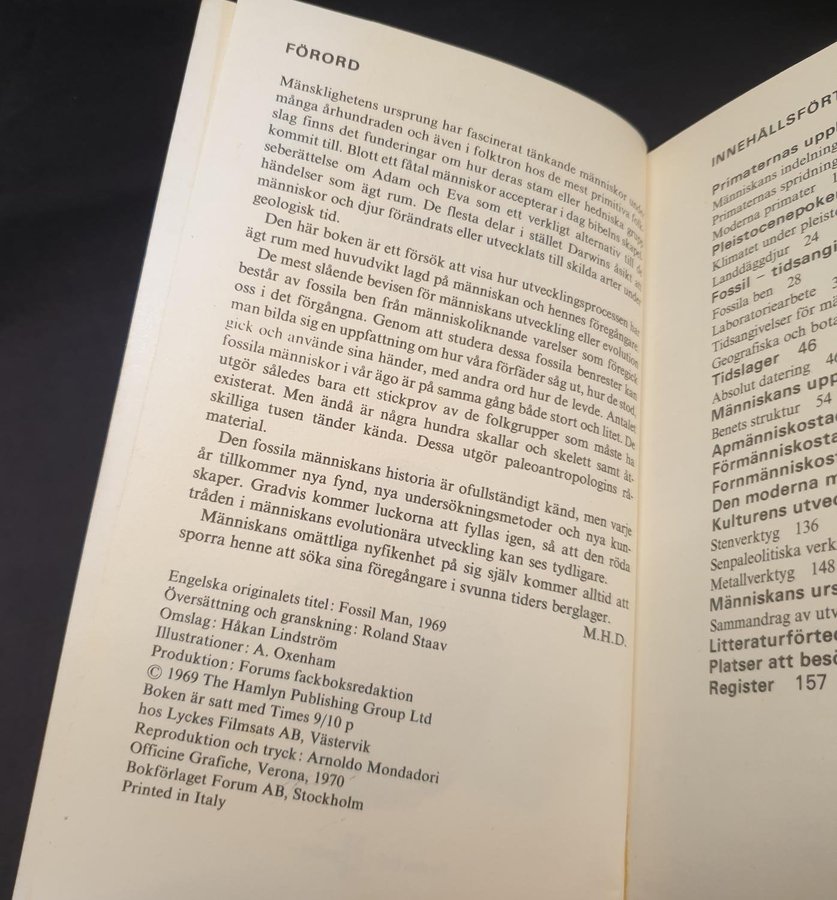 FÖRORD
Mänsklighetens ursprung har fascinerat tänkande människor under
många århundraden och även i folktron hos de mest primitiva folk-
slag finns det funderingar om hur deras stam eller hedniska grupp
kommit till. Blott ett fåtal människor accepterar i dag bibelns skapel-
seberättelse om Adam och Eva som ett verkligt alternativ till de
händelser som ägt rum. De flesta delar i stället Darwins åsikt att
människor och djur förändrats eller utvecklats till skilda arter under
geologisk tid.
Den här boken är ett försök att visa hur utvecklingsprocessen har
ägt rum med huvudvikt lagd på människan och hennes föregångare
De mest slående bevisen för människans utveckling eller evolution
består av fossila ben från människoliknande varelser som föregick
oss i det förgångna. Genom att studera dessa fossila benrester kan
man bilda sig en uppfattning om hur våra förfäder såg ut, hur de stod,
gick och använde sina händer, med andra ord hur de levde. Antalet
fossila människor i vår ägo är på samma gång både stort och litet. De
utgör således bara ett stickprov av de folkgrupper som måste ha
existerat. Men ändå är några hundra skallar och skelett samt åt-
skilliga tusen tänder kända. Dessa utgör paleoantropologins rå-
material.
Den fossila människans historia är ofullständigt känd, men varje
år tillkommer nya fynd, nya undersökningsmetoder och nya kun-
skaper. Gradvis kommer luckorna att fyllas igen, så att den röda
tråden i människans evolutionära utveckling kan ses tydligare.
Människans omättliga nyfikenhet på sig själv kommer alltid att
sporra henne att söka sina föregångare i svunna tiders berglager.
M.H.D.
Engelska originalets titel: Fossil Man, 1969
Översättning och granskning: Roland Staav
Omslag: Håkan Lindström
Illustrationer: A. Oxenham
Produktion: Forums fackboksredaktion
© 1969 The Hamlyn Publishing Group Ltd
Boken är satt med Times 9/10 p
hos Lyckes Filmsats AB, Västervik
Reproduktion och tryck: Arnoldo Mondadori
Officine Grafiche, Verona, 1970
Bokförlaget Forum AB, Stockholm
Printed in Italy
INNEHÅLLSFÖRT
Primaternas uppl
Människans indelning
Primaternas spridning
Moderna primater 1
Pleistocenepoken
Klimatet under pleisto
Landdäggdjur 24
Fossil – tidsangi
Fossila ben 28
Laboratoriearbete 3
Tidsangivelser för mä
Geografiska och bota
Tidslager 46
Absolut datering 46
Människans upp
Benets struktur 54
Apmänniskostad
Förmänniskosta
Fornmänniskost
Den moderna m
Kulturens utvec
Stenverktyg 136
Senpaleolitiska verk
Metallverktyg 148
Människans urs
Sammandrag av utv
Litteraturförtec
Platser att besö
Register 157